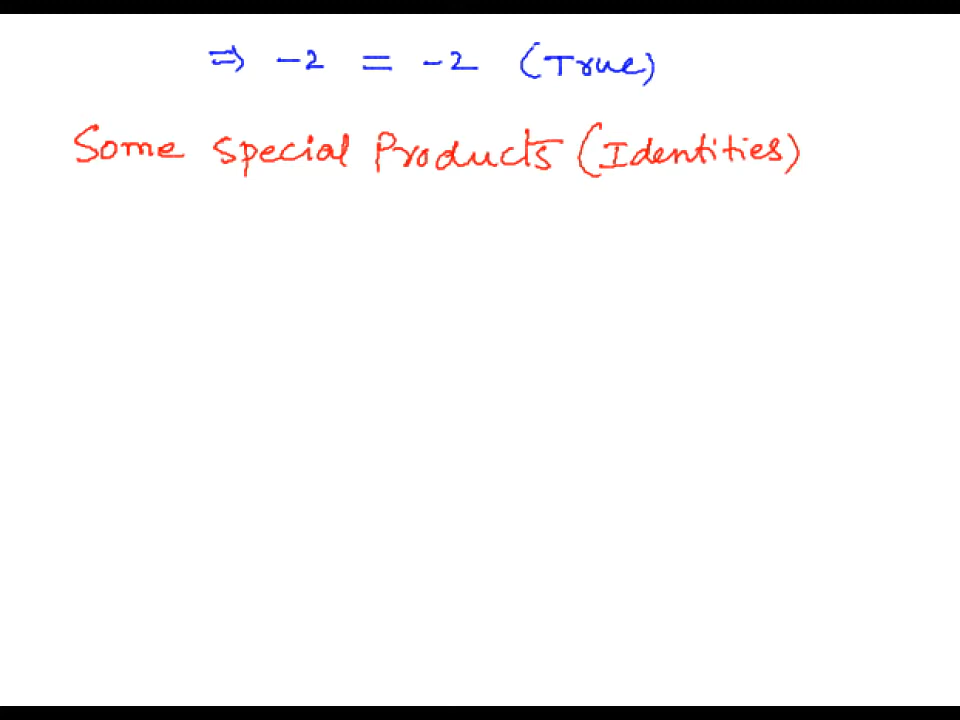 ⇒ -2 = -2 (True)
Some special Products (Identities)